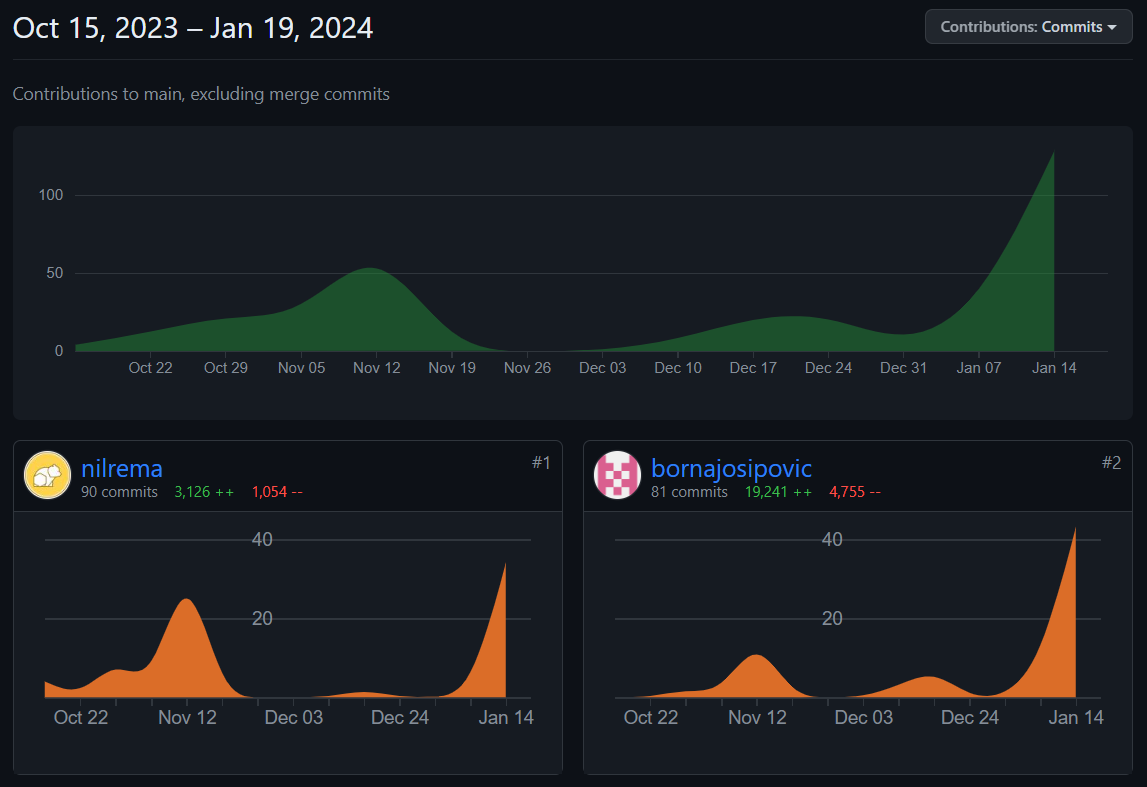 Oct 15, 2023 – Jan 19, 2024
Contributions: Commits
Contributions to main, excluding merge commits
100
50
0
Oct 22 Oct 29 Nov 05 Nov 12 Nov 19 Nov 26 Dec 03 Dec 10 Dec 17 Dec 24 Dec 31 Jan 07 Jan 14
nilrema #1
90 commits 3,126 ++ 1,054 --
40
20
Oct 22 Nov 12 Dec 03 Dec 24 Jan 14
bornajosipovic #2
81 commits 19,241 ++ 4,755 --
40
20
Oct 22 Nov 12 Dec 03 Dec 24 Jan 14